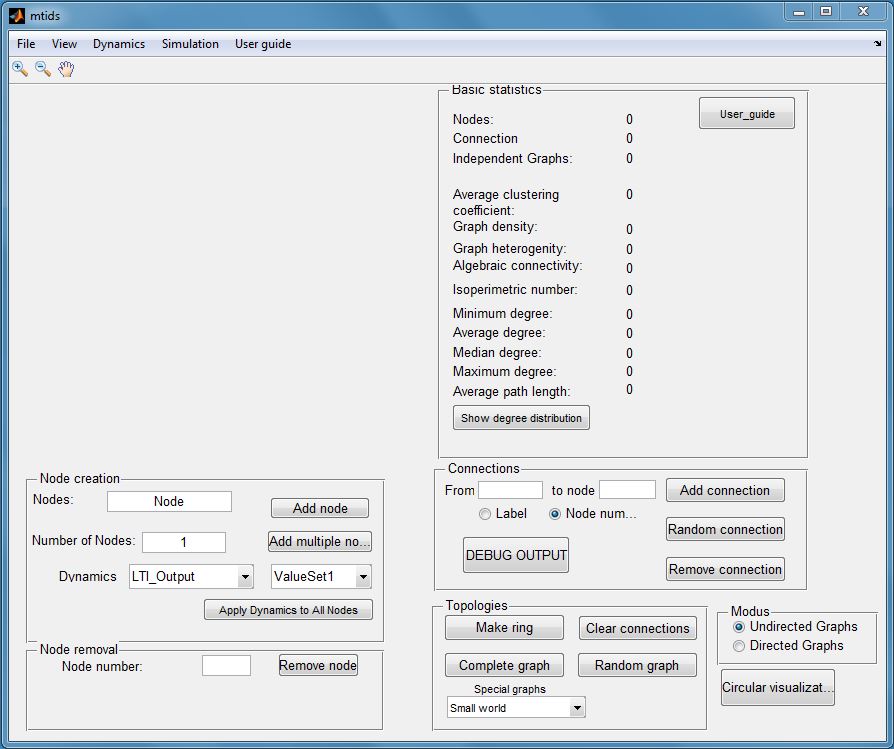 mtids
File View Dynamics Simulation User guide
Basic statistics
User_guide
Nodes: 0
Connection 0
Independent Graphs: 0
Average clustering
coefficient: 0
Graph density: 0
Graph heterogenity: 0
Algebraic connectivity: 0
Isoperimetric number: 0
Minimum degree: 0
Average degree: 0
Median degree: 0
Maximum degree: 0
Average path length: 0
Show degree distribution
Node creation
Nodes: Node Add node
Number of Nodes: 1 Add multiple no...
Dynamics LTI_Output ValueSet1
Apply Dynamics to All Nodes
Node removal
Node number: Remove node
Connections
From to node Add connection
Label Node num...
Random connection
DEBUG OUTPUT
Remove connection
Topologies
Make ring Clear connections
Complete graph Random graph
Special graphs
Small world
Modus
Undirected Graphs
Directed Graphs
Circular visualizat...